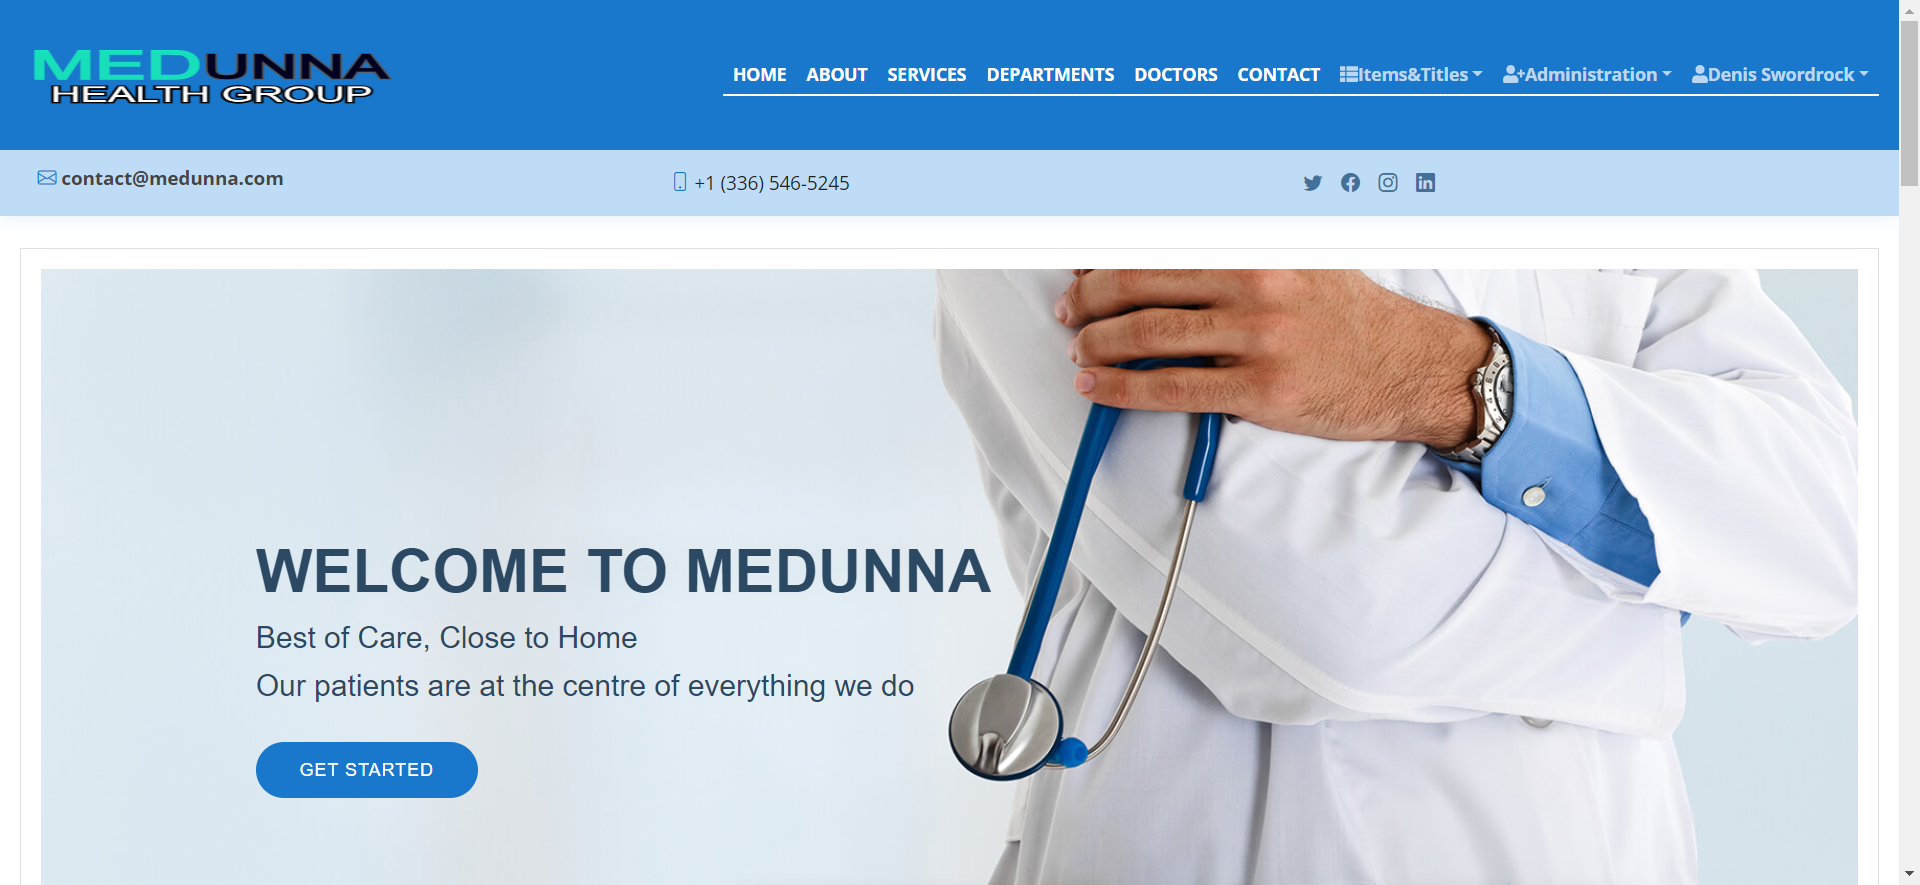 MEDUNNA
HEALTH GROUP
HOME ABOUT SERVICES DEPARTMENTS DOCTORS CONTACT Items&Titles Administration Denis Swordrock
contact@medunna.com +1 (336) 546-5245
WELCOME TO MEDUNNA
Best of Care, Close to Home
Our patients are at the centre of everything we do
GET STARTED